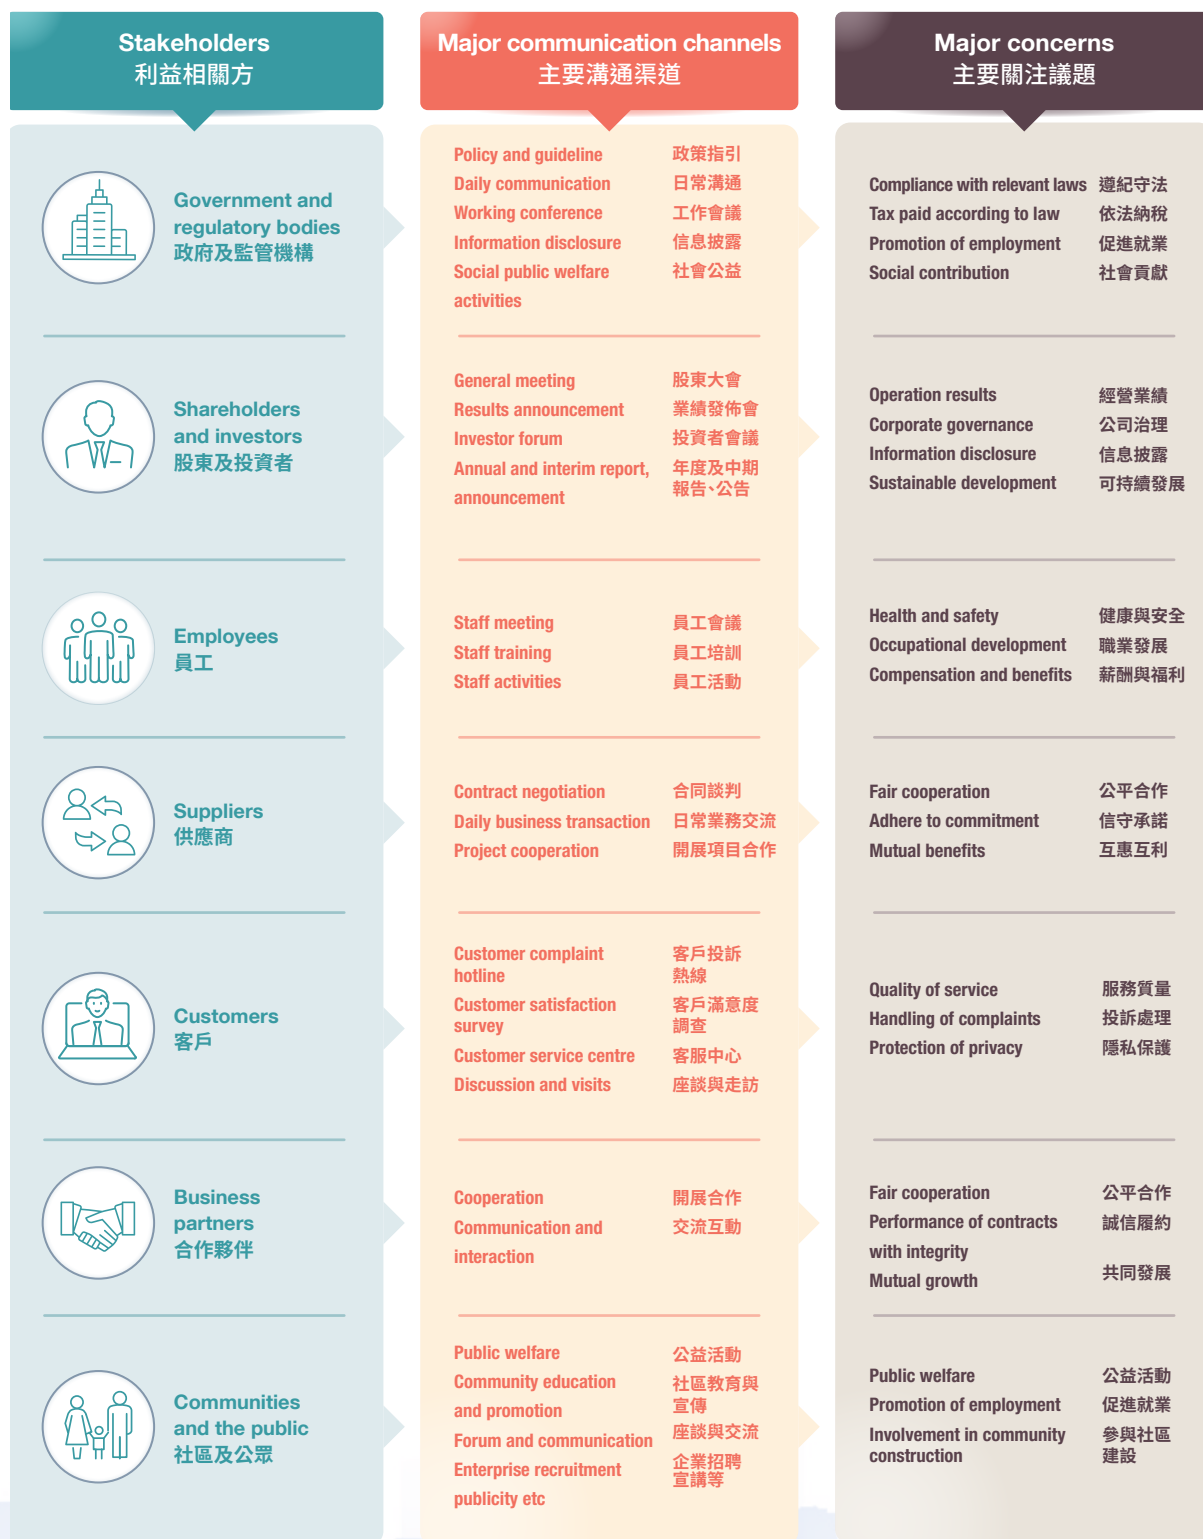 Stakeholders
利益相關方
Major communication channels
主要溝通渠道
Major concerns
主要關注議題
Government and
regulatory bodies
政府及監管機構
Policy and guideline 政策指引
Daily communication 日常溝通
Working conference 工作會議
Information disclosure 信息披露
Social public welfare 社會公益
activities
Compliance with relevant laws 遵紀守法
Tax paid according to law 依法納稅
Promotion of employment 促進就業
Social contribution 社會貢獻
Shareholders
and investors
股東及投資者
General meeting 股東大會
Results announcement 業績發佈會
Investor forum 投資者會議
Annual and interim report, 年度及中期
announcement 報告、公告
Operation results 經營業績
Corporate governance 公司治理
Information disclosure 信息披露
Sustainable development 可持續發展
Employees
員工
Staff meeting 員工會議
Staff training 員工培訓
Staff activities 員工活動
Health and safety 健康與安全
Occupational development 職業發展
Compensation and benefits 薪酬與福利
Suppliers
供應商
Contract negotiation 合同談判
Daily business transaction 日常業務交流
Project cooperation 開展項目合作
Fair cooperation 公平合作
Adhere to commitment 信守承諾
Mutual benefits 互惠互利
Customers
客戶
Customer complaint 客戶投訴
hotline 熱線
Customer satisfaction 客戶滿意度
survey 調查
Customer service centre 客服中心
Discussion and visits 座談與走訪
Quality of service 服務質量
Handling of complaints 投訴處理
Protection of privacy 隱私保護
Business
partners
合作夥伴
Cooperation 開展合作
Communication and 交流互動
interaction
Fair cooperation 公平合作
Performance of contracts 誠信履約
with integrity
Mutual growth 共同發展
Communities
and the public
社區及公眾
Public welfare 公益活動
Community education 社區教育與
and promotion 宣傳
Forum and communication 座談與交流
Enterprise recruitment 企業招聘
publicity etc 宣講等
Public welfare 公益活動
Promotion of employment 促進就業
Involvement in community 參與社區
construction 建設